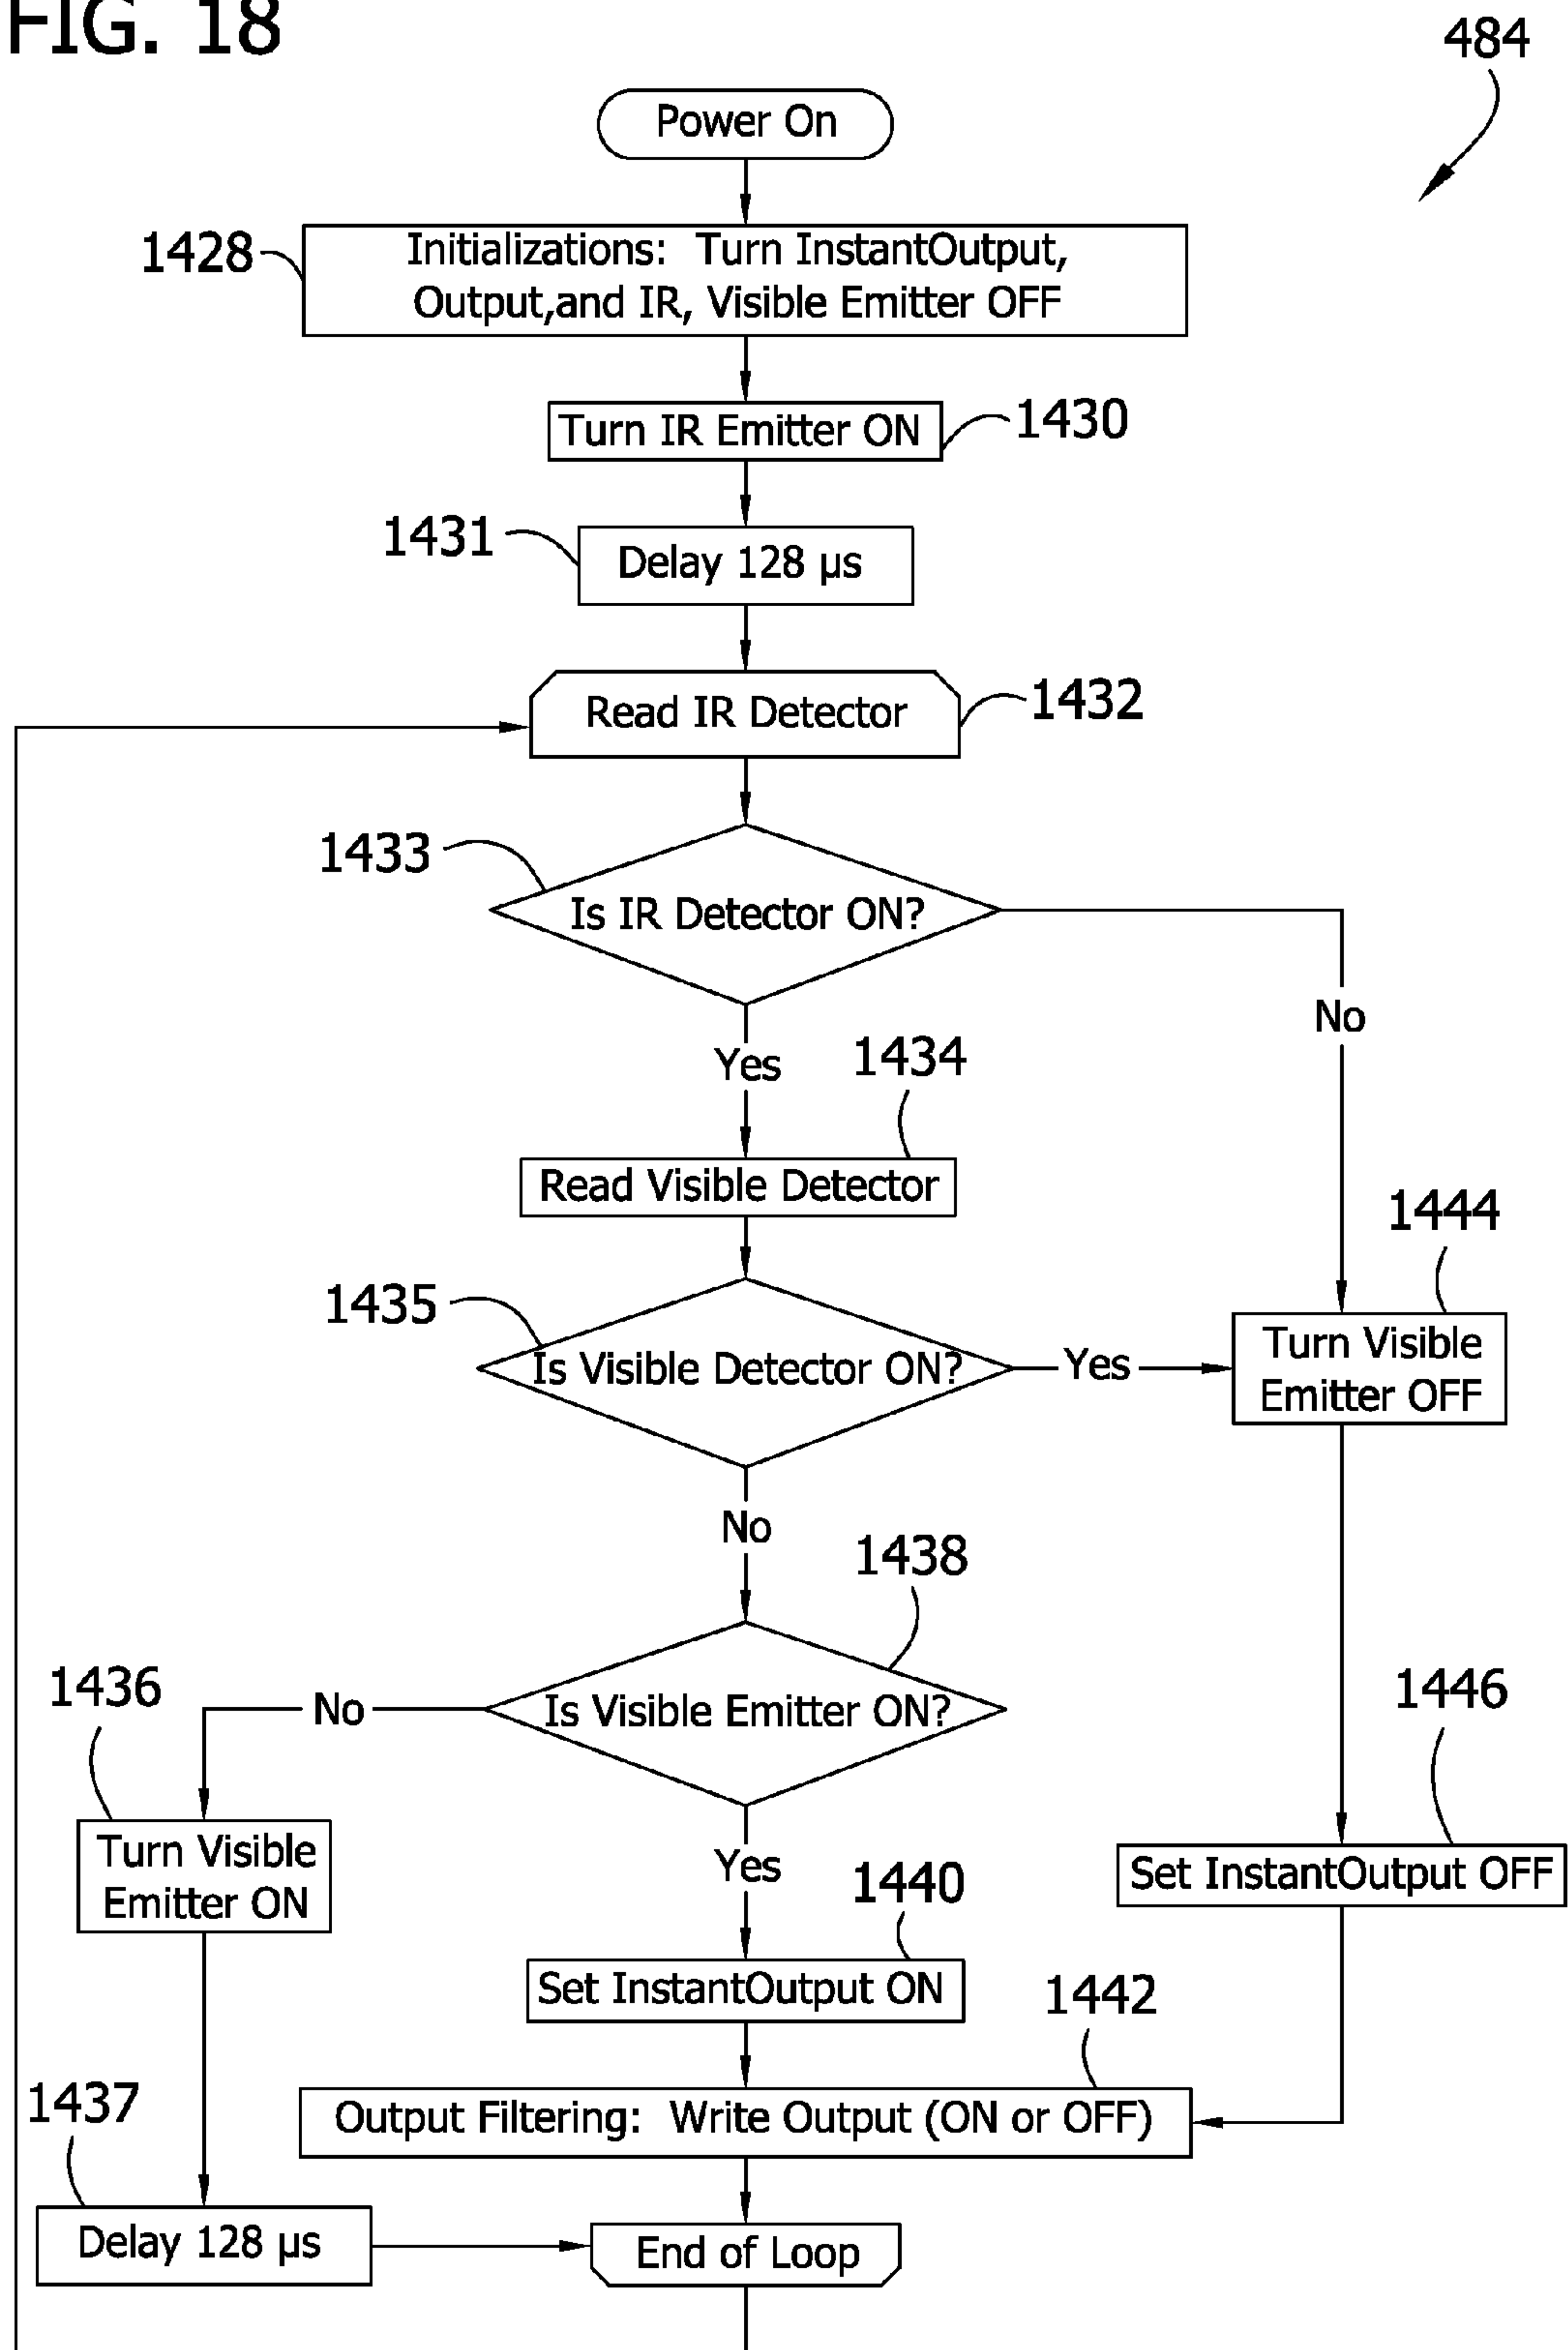 FIG. 18
484
Power On
1428
Initializations: Turn InstantOutput,
Output,and IR, Visible Emitter OFF
Turn IR Emitter ON
1430
1431
Delay 128 µs
Read IR Detector
1432
1433
Is IR Detector ON?
No
Yes
1434
Read Visible Detector
1444
1435
Is Visible Detector ON?
Yes
Turn Visible
Emitter OFF
No
1438
1436
No
Is Visible Emitter ON?
1446
Turn Visible
Emitter ON
Yes
1440
Set InstantOutput OFF
Set InstantOutput ON
1442
1437
Output Filtering: Write Output (ON or OFF)
Delay 128 µs
End of Loop